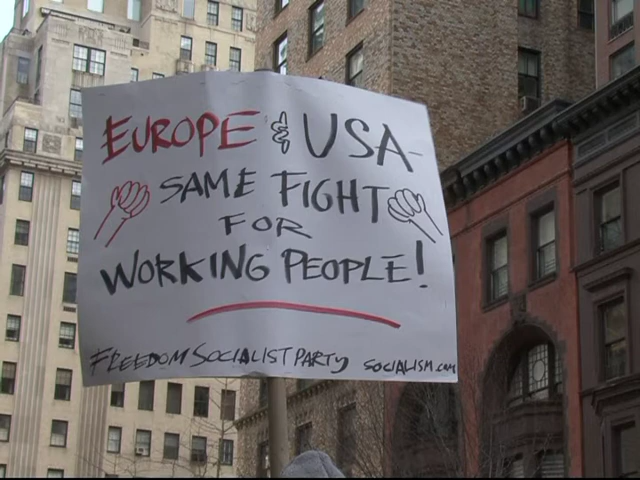 EUROPE & USA-
SAME FIGHT
FOR
WORKING PEOPLE!
FREEDOM SOCIALIST PARTY SOCIALISM.COM